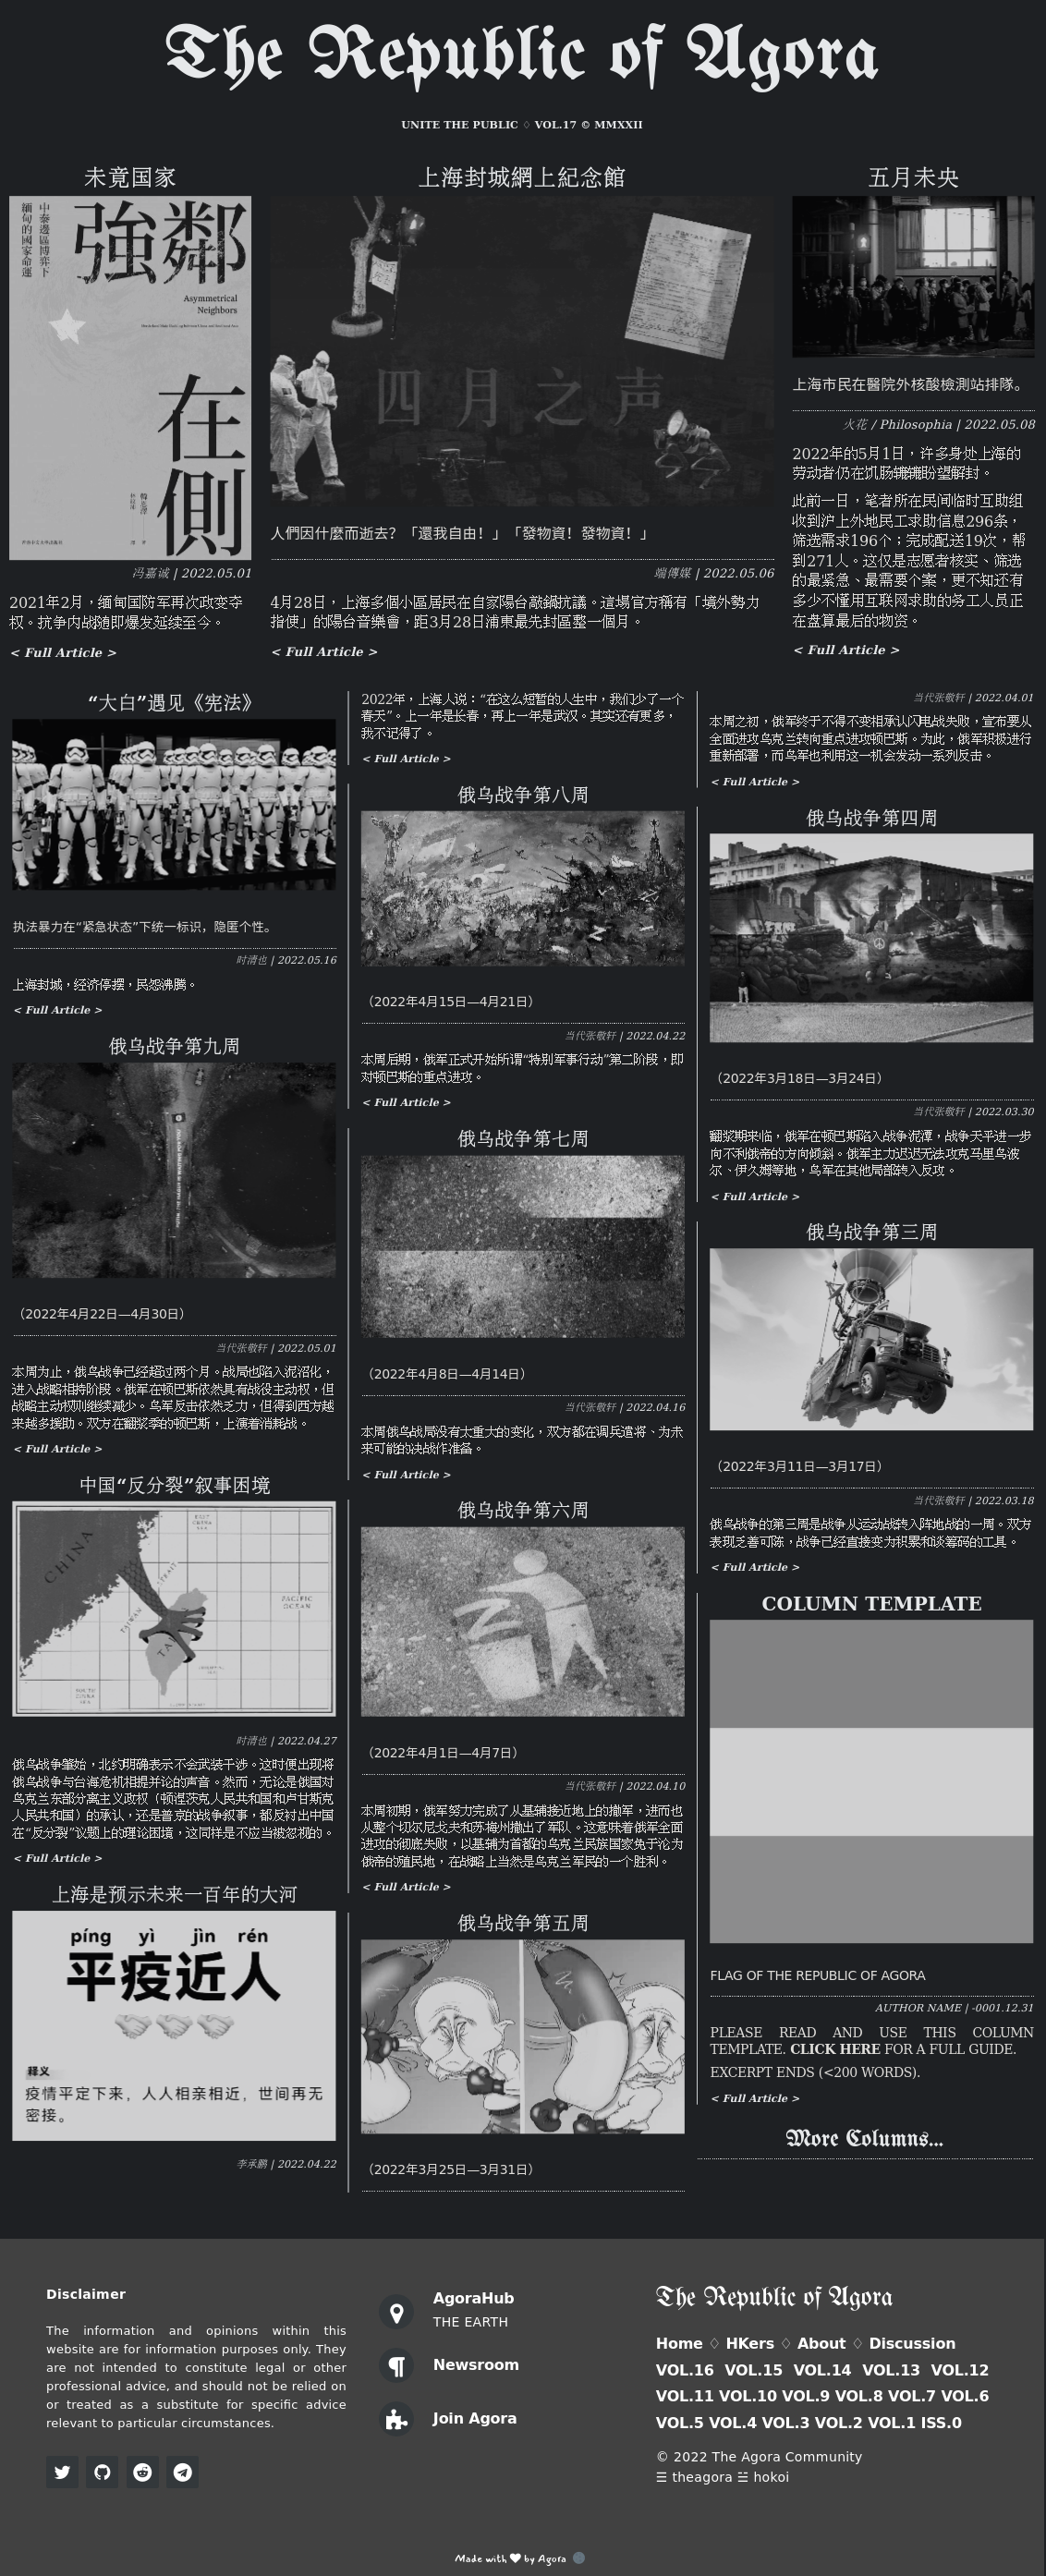 The Republic of Agora
UNITE THE PUBLIC ♢ VOL.17 © MMXXII
未竟国家
強鄰
在側
中泰邊區博弈下
緬甸的國家命運
Asymmetrical
Neighbors
冯嘉诚 | 2022.05.01
2021年2月，缅甸国防军再次政变夺
权。抗争内战随即爆发延续至今。
< Full Article >
上海封城網上紀念館
四月之声
人們因什麼而逝去？「還我自由！」「發物資！發物資！」
端傳媒 | 2022.05.06
4月28日，上海多個小區居民在自家陽台敲鍋抗議。這場官方稱有「境外勢力
指使」的陽台音樂會，距3月28日浦東最先封區整一個月。
< Full Article >
五月未央
上海市民在醫院外核酸檢測站排隊。
火花 / Philosophia | 2022.05.08
2022年的5月1日，许多身处上海的
劳动者仍在饥肠辘辘盼望解封。
此前一日，笔者所在民间临时互助组
收到沪上外地民工求助信息296条，
筛选需求196个；完成配送19次，帮
到271人。这仅是志愿者核实、筛选
的最紧急、最需要个案，更不知还有
多少不懂用互联网求助的务工人员正
在盘算最后的物资。
< Full Article >
“大白”遇见《宪法》
执法暴力在“紧急状态”下统一标识，隐匿个性。
时清也 | 2022.05.16
上海封城，经济停摆，民怨沸腾。
< Full Article >
俄乌战争第九周
（2022年4月22日—4月30日）
当代张敬轩 | 2022.05.01
本周为止，俄乌战争已经超过两个月。战局也陷入泥沼化，
进入战略相持阶段。俄军在顿巴斯依然具有战役主动权，但
战略主动权则继续减少。乌军反击依然乏力，但得到西方越
来越多援助。双方在翻浆季的顿巴斯，上演着消耗战。
< Full Article >
中国“反分裂”叙事困境
CHINA
EAST
CHINA
SEA
TAIWAN STRAIT
TA
PACIFIC
OCEAN
SOUTH
CHINA
SEA
时清也 | 2022.04.27
俄乌战争肇始，北约明确表示不会武装干涉。这时便出现将
俄乌战争与台海危机相提并论的声音。然而，无论是俄国对
乌克兰东部分离主义政权（顿涅茨克人民共和国和卢甘斯克
人民共和国）的承认，还是普京的战争叙事，都反衬出中国
在“反分裂”议题上的理论困境，这同样是不应当被忽视的。
< Full Article >
上海是预示未来一百年的大河
píng yì jìn rén
平疫近人
释义
疫情平定下来，人人相亲相近，世间再无
密接。
李承鹏 | 2022.04.22
2022年，上海人说：“在这么短暂的人生中，我们少了一个
春天”。上一年是长春，再上一年是武汉。其实还有更多，
我不记得了。
< Full Article >
俄乌战争第八周
（2022年4月15日—4月21日）
当代张敬轩 | 2022.04.22
本周后期，俄军正式开始所谓“特别军事行动”第二阶段，即
对顿巴斯的重点进攻。
< Full Article >
俄乌战争第七周
（2022年4月8日—4月14日）
当代张敬轩 | 2022.04.16
本周俄乌战局没有太重大的变化，双方都在调兵遣将、为未
来可能的决战作准备。
< Full Article >
俄乌战争第六周
（2022年4月1日—4月7日）
当代张敬轩 | 2022.04.10
本周初期，俄军努力完成了从基辅接近地上的撤军，进而也
从整个切尔尼戈夫和苏梅州撤出了军队。这意味着俄军全面
进攻的彻底失败，以基辅为首都的乌克兰民族国家免于沦为
俄帝的殖民地，在战略上当然是乌克兰军民的一个胜利。
< Full Article >
俄乌战争第五周
（2022年3月25日—3月31日）
当代张敬轩 | 2022.04.01
本周之初，俄军终于不得不变相承认闪电战失败，宣布要从
全面进攻乌克兰转向重点进攻顿巴斯。为此，俄军积极进行
重新部署，而乌军也利用这一机会发动一系列反击。
< Full Article >
俄乌战争第四周
（2022年3月18日—3月24日）
当代张敬轩 | 2022.03.30
翻浆期来临，俄军在顿巴斯陷入战争泥潭，战争天平进一步
向不利俄帝的方向倾斜。俄军主力迟迟无法攻克马里乌波
尔、伊久姆等地，乌军在其他局部转入反攻。
< Full Article >
俄乌战争第三周
（2022年3月11日—3月17日）
当代张敬轩 | 2022.03.18
俄乌战争的第三周是战争从运动战转入阵地战的一周。双方
表现乏善可陈，战争已经直接变为积累和谈筹码的工具。
< Full Article >
COLUMN TEMPLATE
FLAG OF THE REPUBLIC OF AGORA
AUTHOR NAME | -0001.12.31
PLEASE READ AND USE THIS COLUMN
TEMPLATE. CLICK HERE FOR A FULL GUIDE.
EXCERPT ENDS (<200 WORDS).
< Full Article >
More Columns...
Disclaimer
The information and opinions within this
website are for information purposes only. They
are not intended to constitute legal or other
professional advice, and should not be relied on
or treated as a substitute for specific advice
relevant to particular circumstances.
AgoraHub
THE EARTH
Newsroom
Join Agora
The Republic of Agora
Home ♢ HKers ♢ About ♢ Discussion
VOL.16 VOL.15 VOL.14 VOL.13 VOL.12
VOL.11 VOL.10 VOL.9 VOL.8 VOL.7 VOL.6
VOL.5 VOL.4 VOL.3 VOL.2 VOL.1 ISS.0
© 2022 The Agora Community
☰ theagora ☱ hokoi
Made with ♥ by Agora